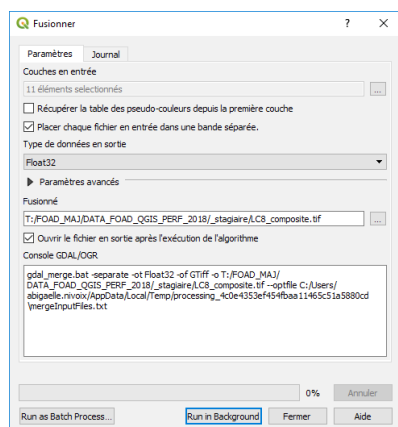 Fusionner
? ×
Paramètres Journal
Couches en entrée
11 éléments selectionnés ...
Récupérer la table des pseudo-couleurs depuis la première couche
Placer chaque fichier en entrée dans une bande séparée.
Type de données en sortie
Float32
Paramètres avancés
Fusionné
T:/FOAD_MAJ/DATA_FOAD_QGIS_PERF_2018/_stagiaire/LC8_composite.tif ...
Ouvrir le fichier en sortie après l'exécution de l'algorithme
Console GDAL/OGR
gdal_merge.bat -separate -ot Float32 -of GTiff -o T:/FOAD_MAJ/
DATA_FOAD_QGIS_PERF_2018/_stagiaire/LC8_composite.tif --optfile C:/Users/
abigaelle.nivoix/AppData/Local/Temp/processing_4c0e4353ef454fbaa11465c51a5880cd
\mergeInputFiles.txt
0% Annuler
Run as Batch Process... Run in Background Fermer Aide